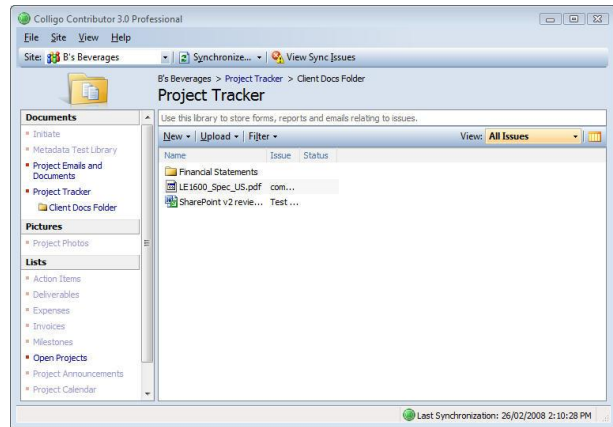 Colligo Contributor 3.0 Professional
File Site View Help
Site: B's Beverages Synchronize... View Sync Issues
B's Beverages > Project Tracker > Client Docs Folder
Project Tracker
Use this library to store forms, reports and emails relating to issues.
New Upload Filter View: All Issues
Documents
Initiate
Metadata Test Library
Project Emails and
Documents
Project Tracker
Client Docs Folder
Pictures
Project Photos
Lists
Action Items
Deliverables
Expenses
Invoices
Milestones
Open Projects
Project Announcements
Project Calendar
Name Issue Status
Financial Statements
LE1600_Spec_US.pdf com...
SharePoint v2 revie... Test ...
Last Synchronization: 26/02/2008 2:10:28 PM